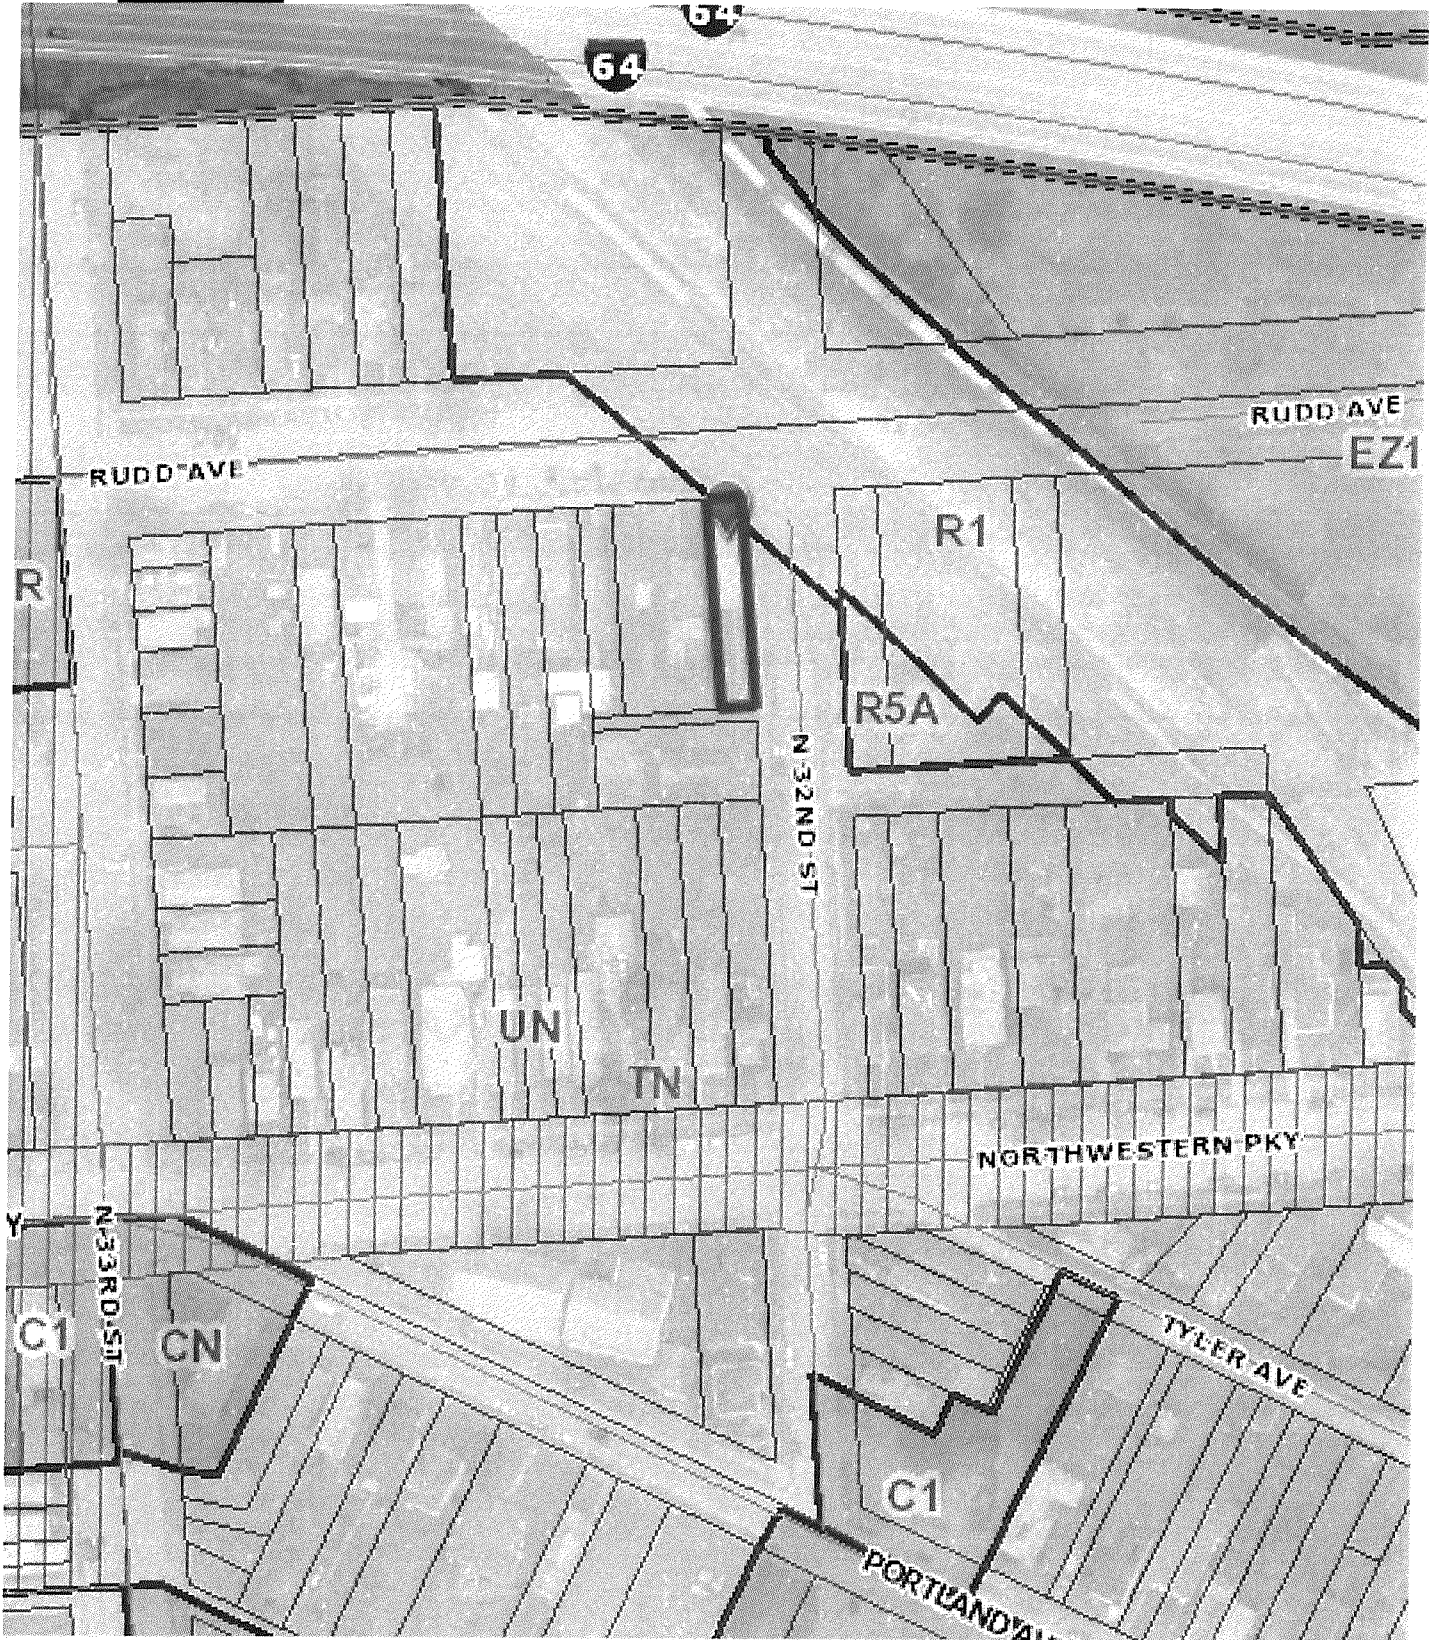 64
64
RUDD AVE
EZ1
RUDD AVE
R1
R
R5A
N 32ND ST
UN
TN
NORTHWESTERN PKY
Y
N 33RD ST
C1
CN
TYLER AVE
C1
PORTLAND AV